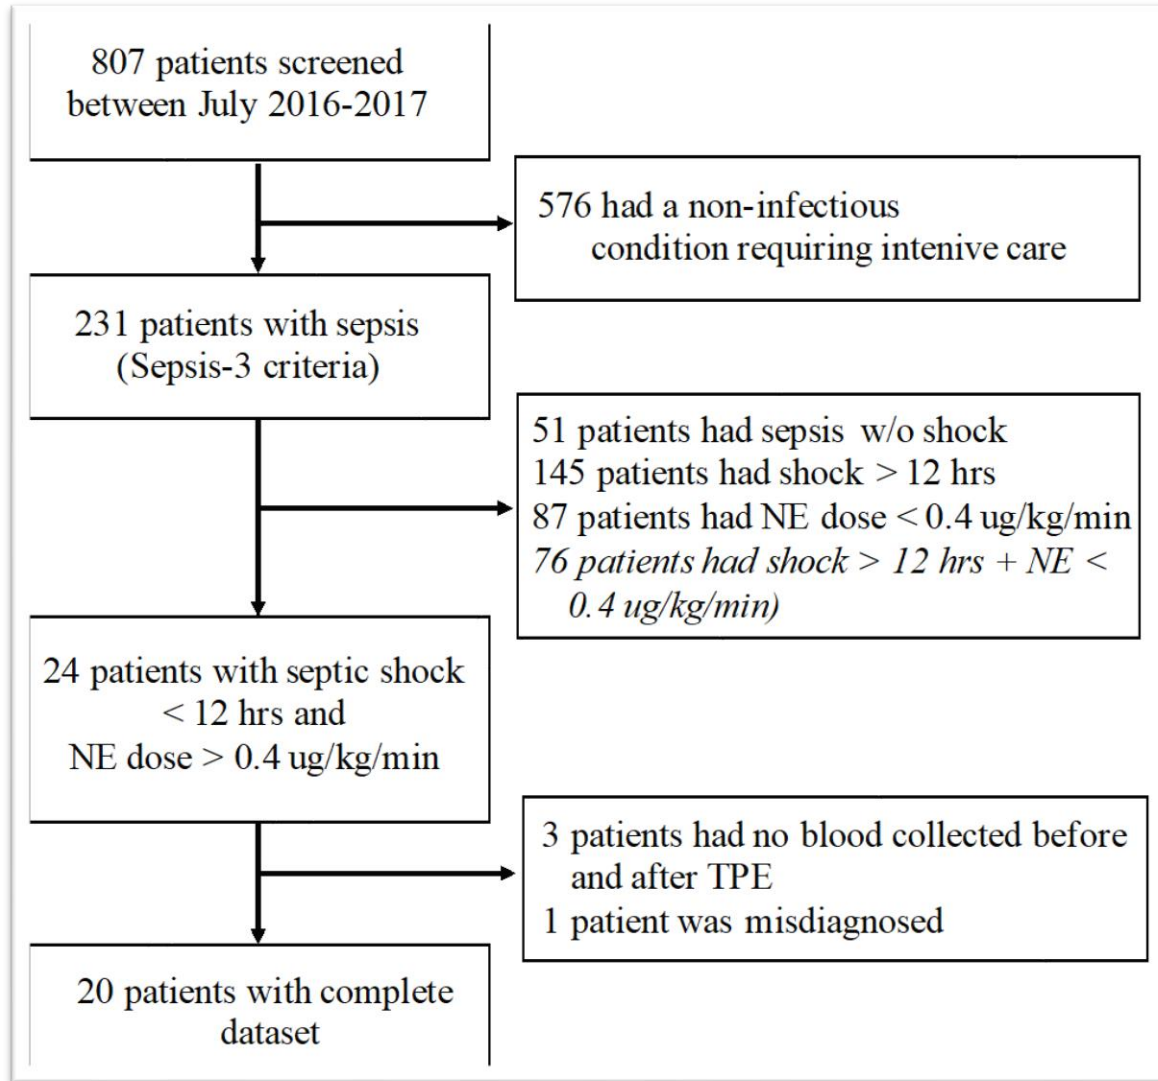 807 patients screened
between July 2016-2017
576 had a non-infectious
condition requiring intenive care
231 patients with sepsis
(Sepsis-3 criteria)
51 patients had sepsis w/o shock
145 patients had shock > 12 hrs
87 patients had NE dose < 0.4 ug/kg/min
76 patients had shock > 12 hrs + NE <
0.4 ug/kg/min)
24 patients with septic shock
< 12 hrs and
NE dose > 0.4 ug/kg/min
3 patients had no blood collected before
and after TPE
1 patient was misdiagnosed
20 patients with complete
dataset